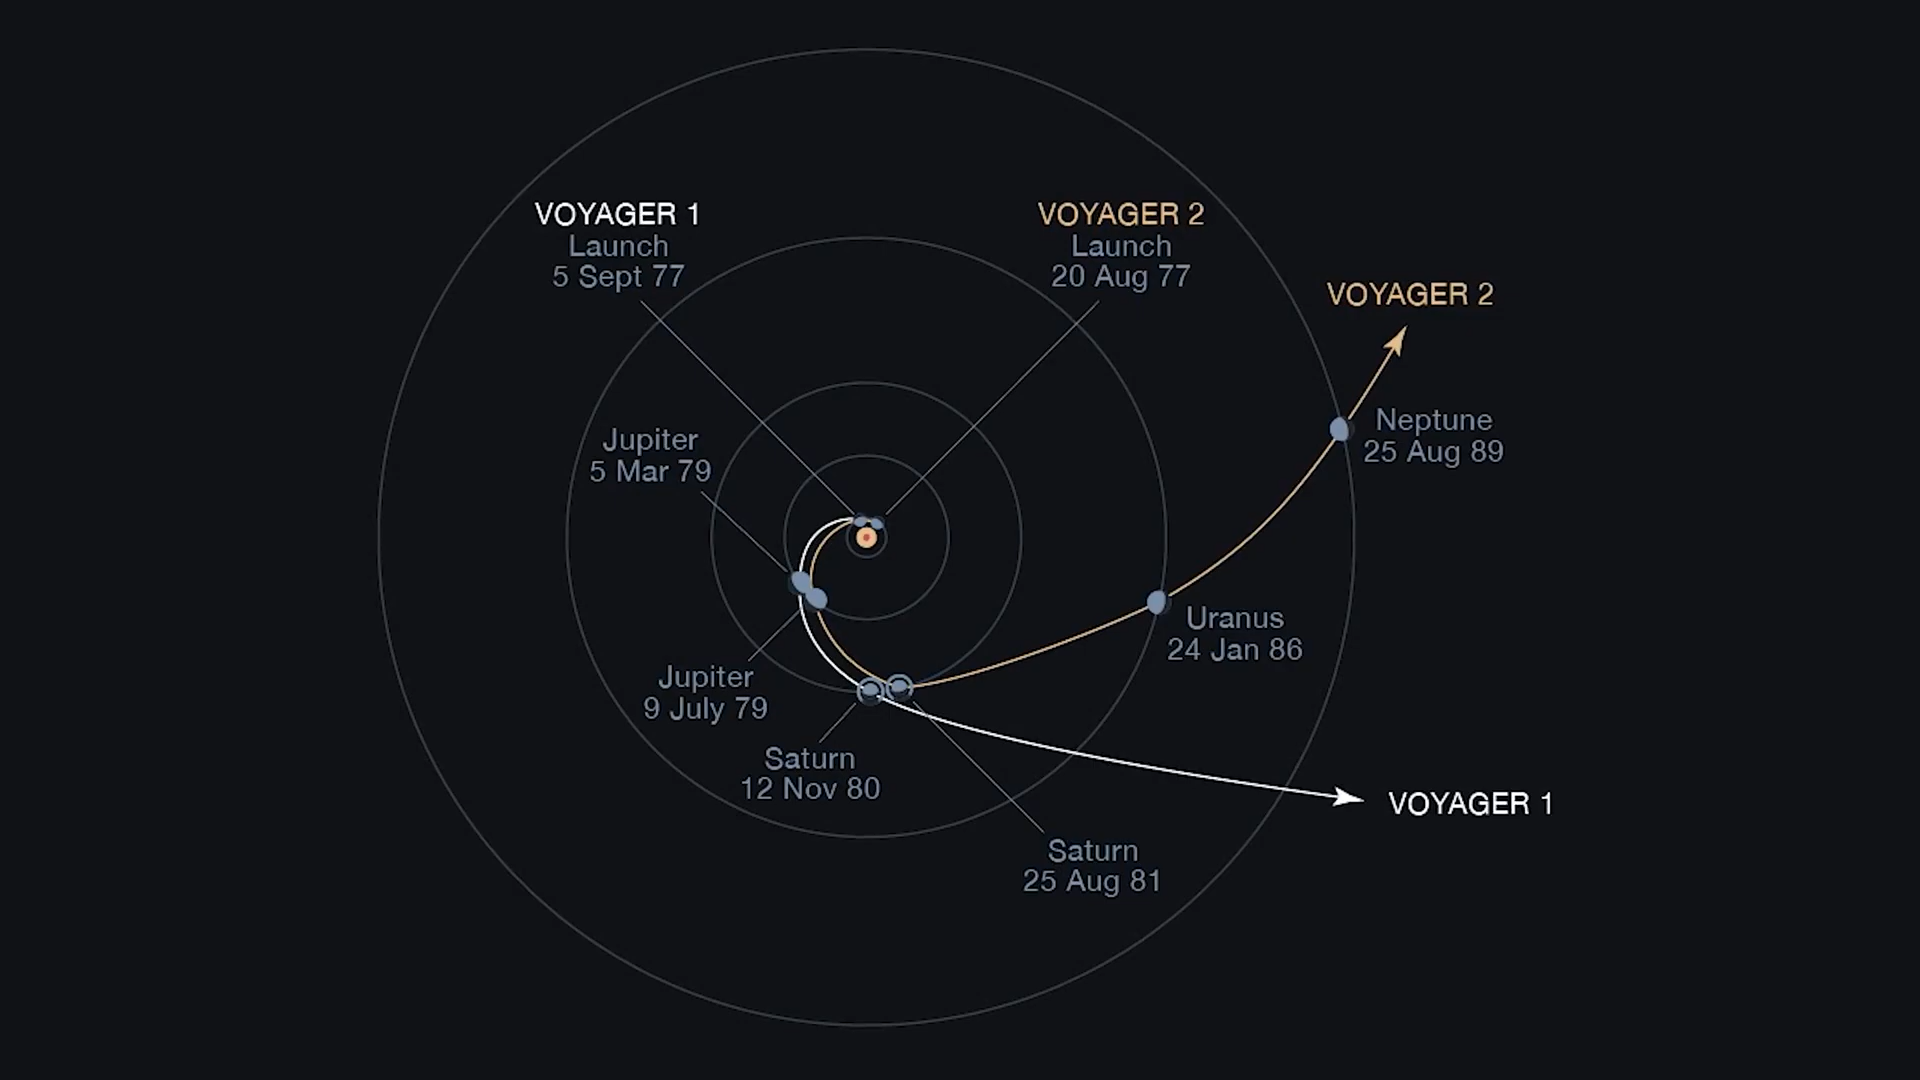 VOYAGER 1
Launch
5 Sept 77
VOYAGER 2
Launch
20 Aug 77
VOYAGER 2
Neptune
25 Aug 89
Jupiter
5 Mar 79
Uranus
24 Jan 86
Jupiter
9 July 79
Saturn
12 Nov 80
VOYAGER 1
Saturn
25 Aug 81